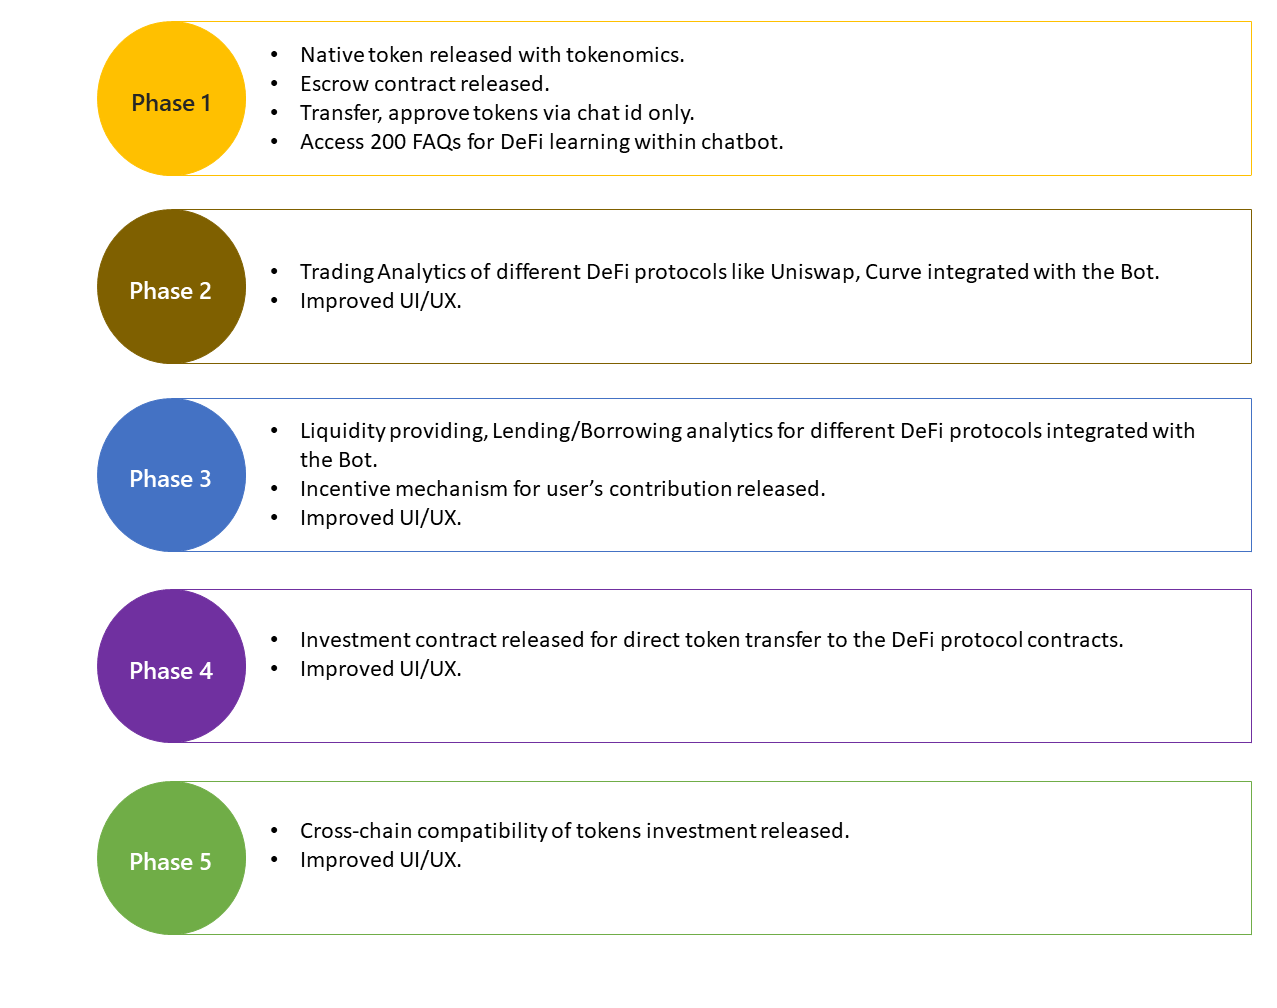 Phase 1
• Native token released with tokenomics.
• Escrow contract released.
• Transfer, approve tokens via chat id only.
• Access 200 FAQs for DeFi learning within chatbot.
Phase 2
• Trading Analytics of different DeFi protocols like Uniswap, Curve integrated with the Bot.
• Improved UI/UX.
Phase 3
• Liquidity providing, Lending/Borrowing analytics for different DeFi protocols integrated with
the Bot.
• Incentive mechanism for user’s contribution released.
• Improved UI/UX.
Phase 4
• Investment contract released for direct token transfer to the DeFi protocol contracts.
• Improved UI/UX.
Phase 5
• Cross-chain compatibility of tokens investment released.
• Improved UI/UX.